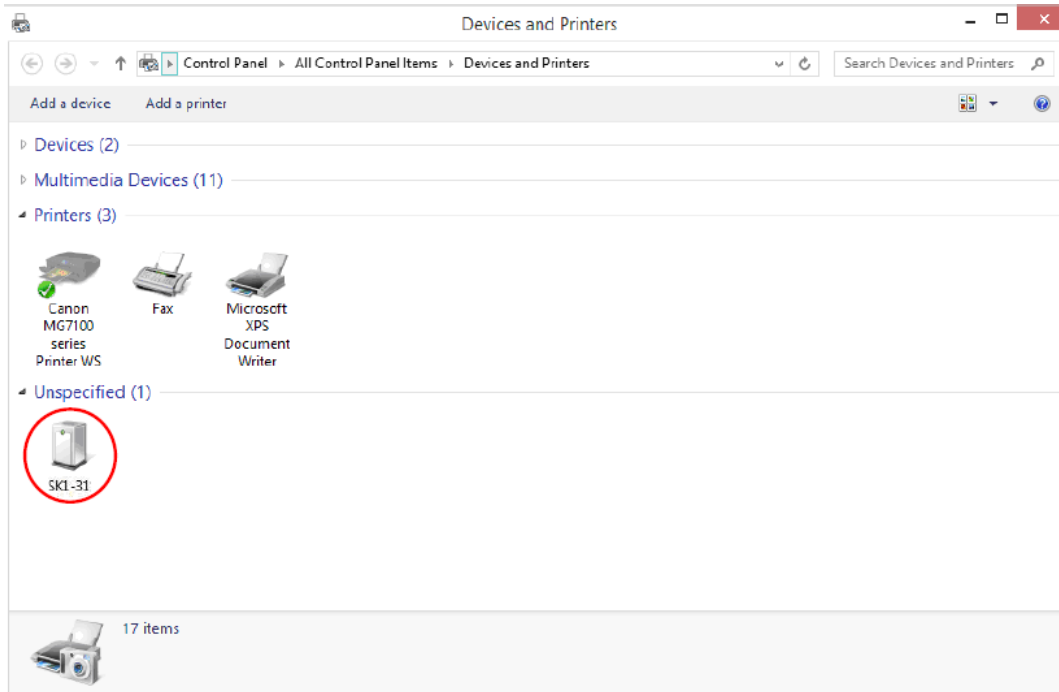 Devices and Printers
Control Panel All Control Panel Items Devices and Printers
Search Devices and Printers
Add a device Add a printer
Devices (2)
Multimedia Devices (11)
Printers (3)
Canon
MG7100
series
Printer WS
Fax
Microsoft
XPS
Document
Writer
Unspecified (1)
SK1-31
17 items